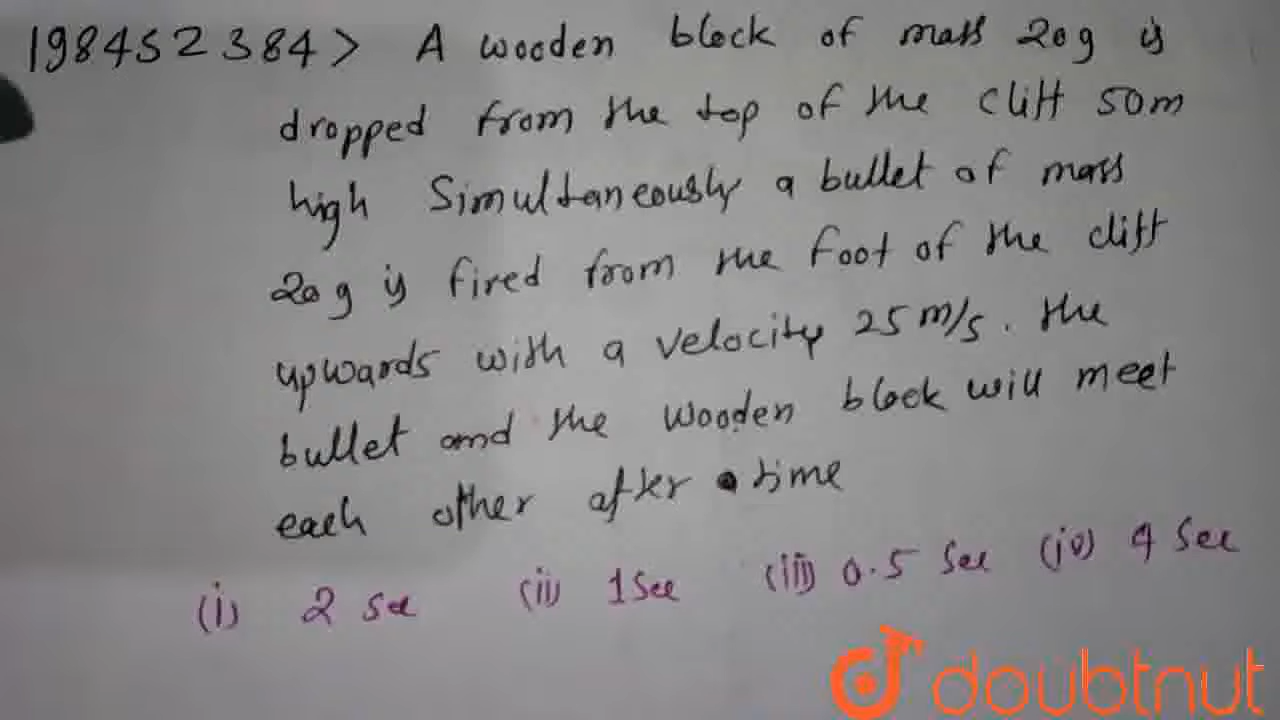 198452384> A wooden block of mass 20g is
dropped from the top of the cliff 50m
high Simultaneously a bullet of mass
20g is fired from the foot of the cliff
upwards with a velocity 25 m/s. the
bullet and the wooden block will meet
each other after a time
(i) 2 sec (ii) 1 Sec (iii) 0.5 Sec (iv) 4 Sec
doubtnut